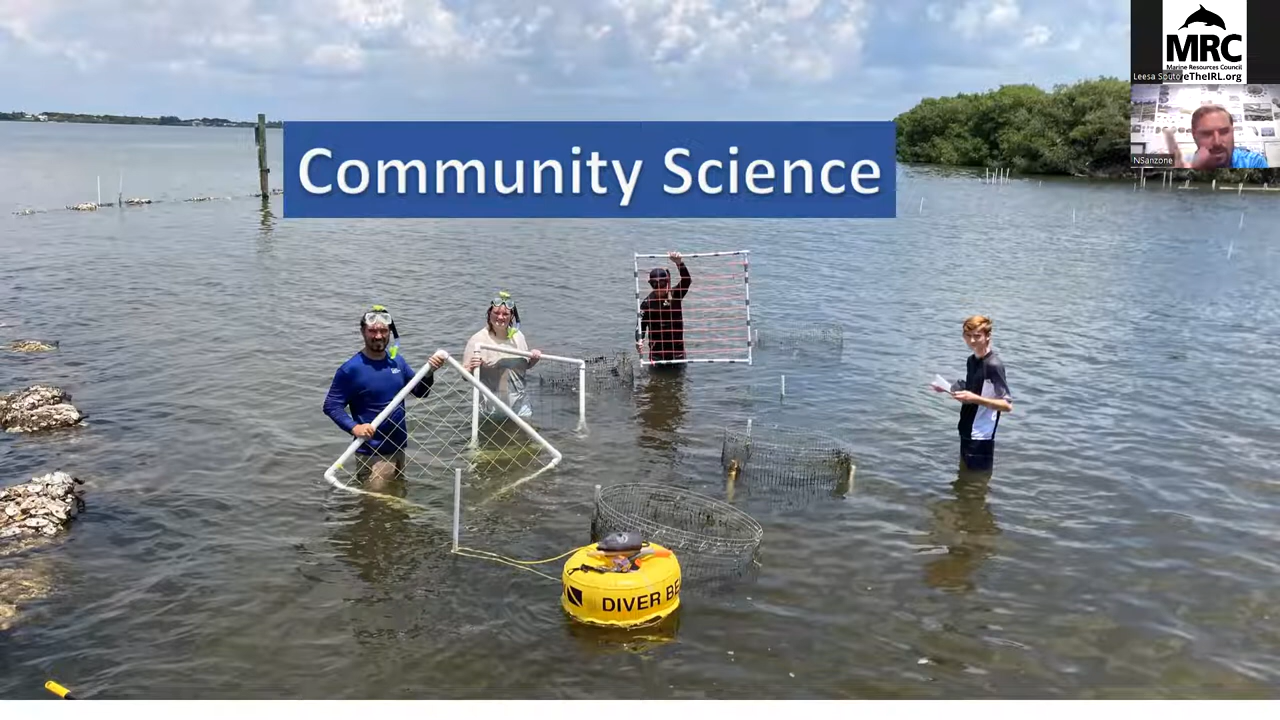 Community Science
MRC
Marine Resources Council
Leesa Souto
eTheIRL.org
NSanzone
DIVER BE